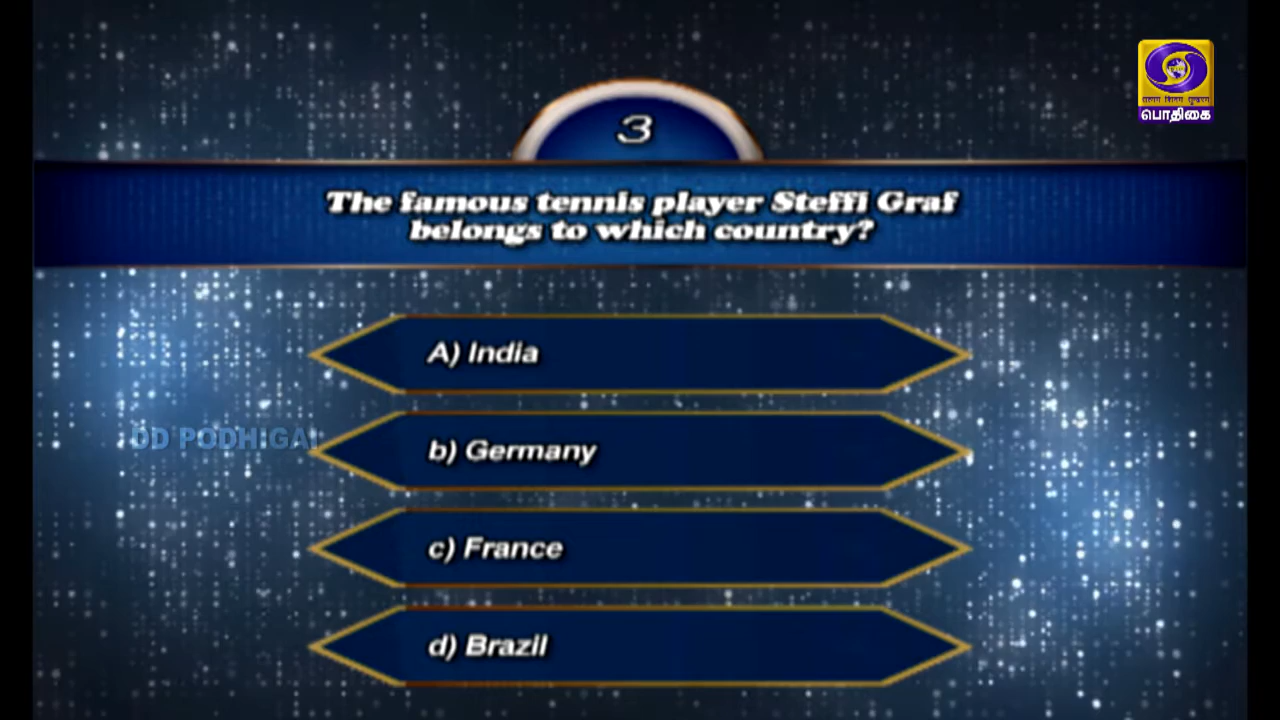 பொதிகை
3
The famous tennis player Steffi Graf
belongs to which country?
A) India
b) Germany
DD PODHIGAI
c) France
d) Brazil